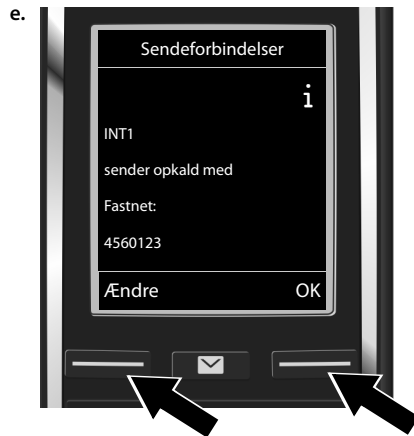 e.
Sendeforbindelser
i
INT1
sender opkald med
Fastnet:
4560123
Ændre OK